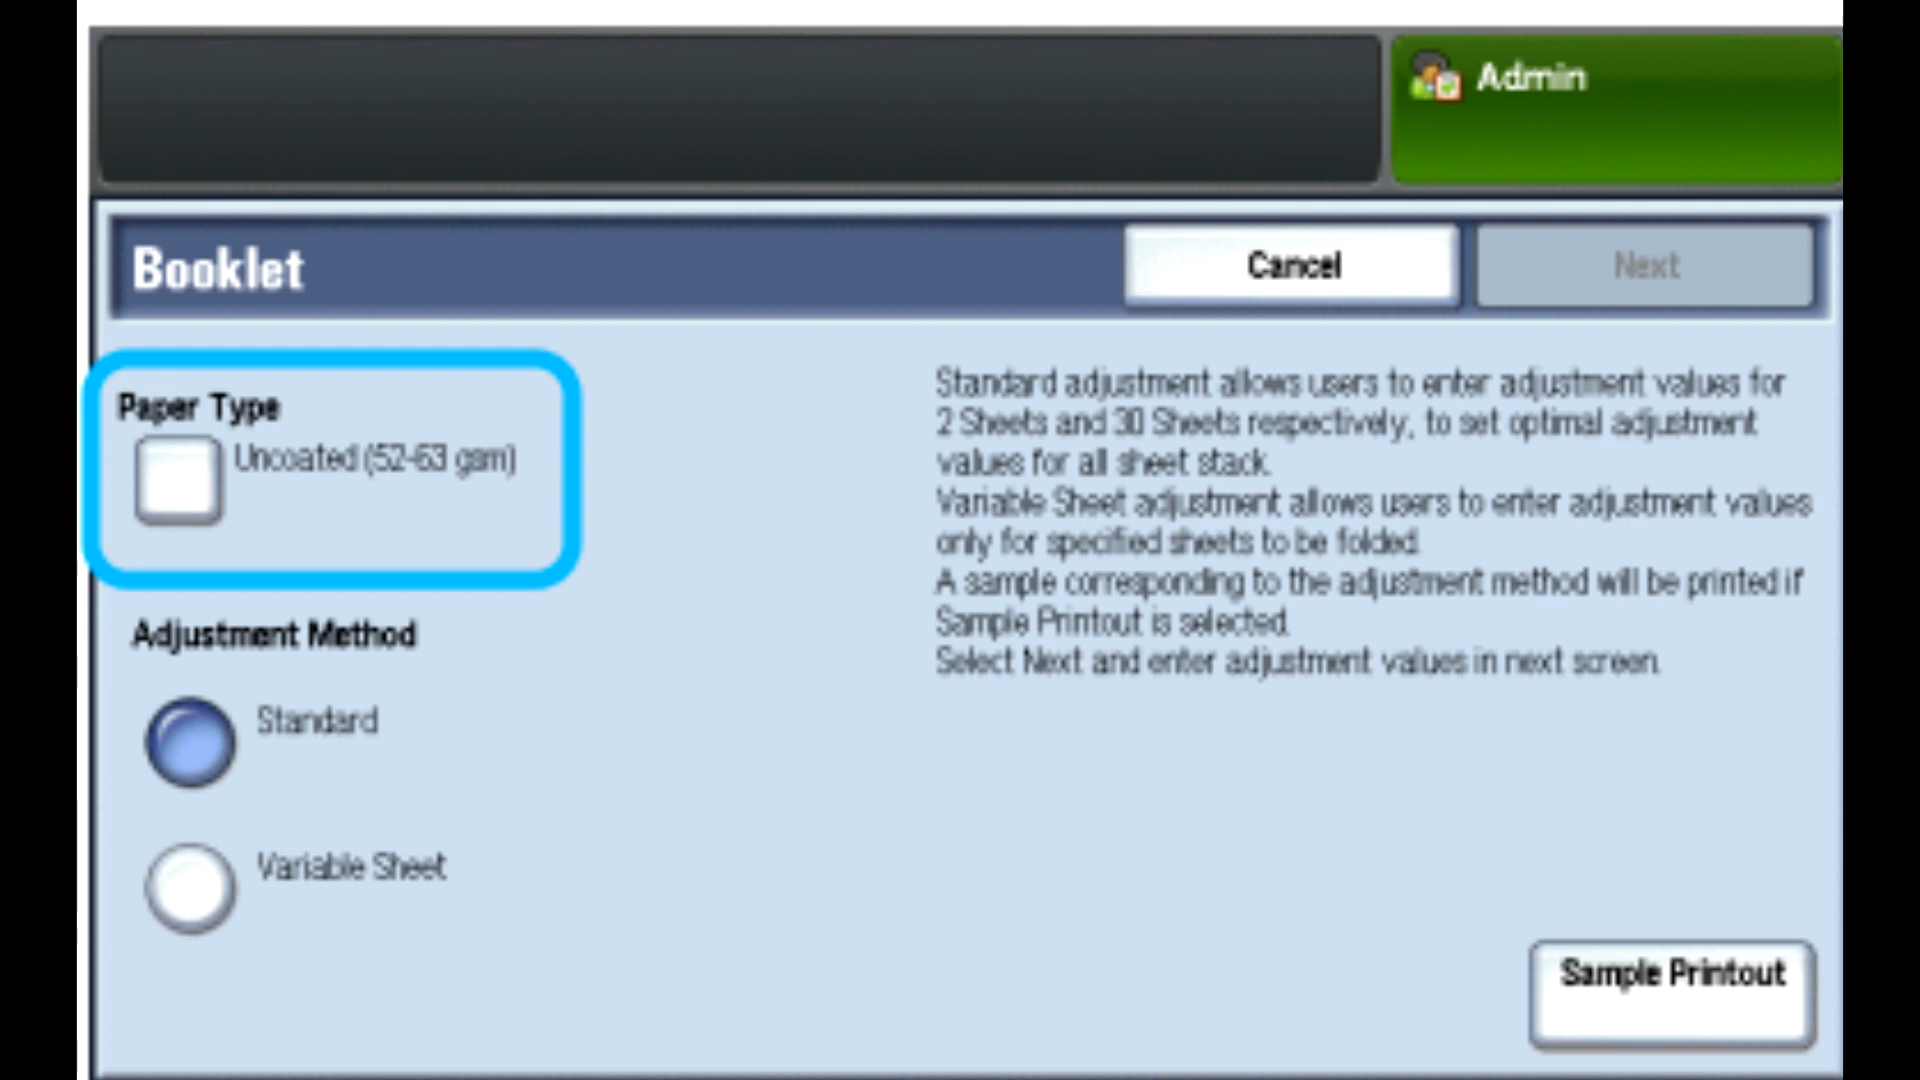 Admin
Booklet
Cancel
Next
Paper Type
Uncoated (52-63 gsm)
Adjustment Method
Standard
Variable Sheet
Standard adjustment allows users to enter adjustment values for
2 Sheets and 30 Sheets respectively, to set optimal adjustment
values for all sheet stack.
Variable Sheet adjustment allows users to enter adjustment values
only for specified sheets to be folded.
A sample corresponding to the adjustment method will be printed if
Sample Printout is selected.
Select Next and enter adjustment values in next screen.
Sample Printout